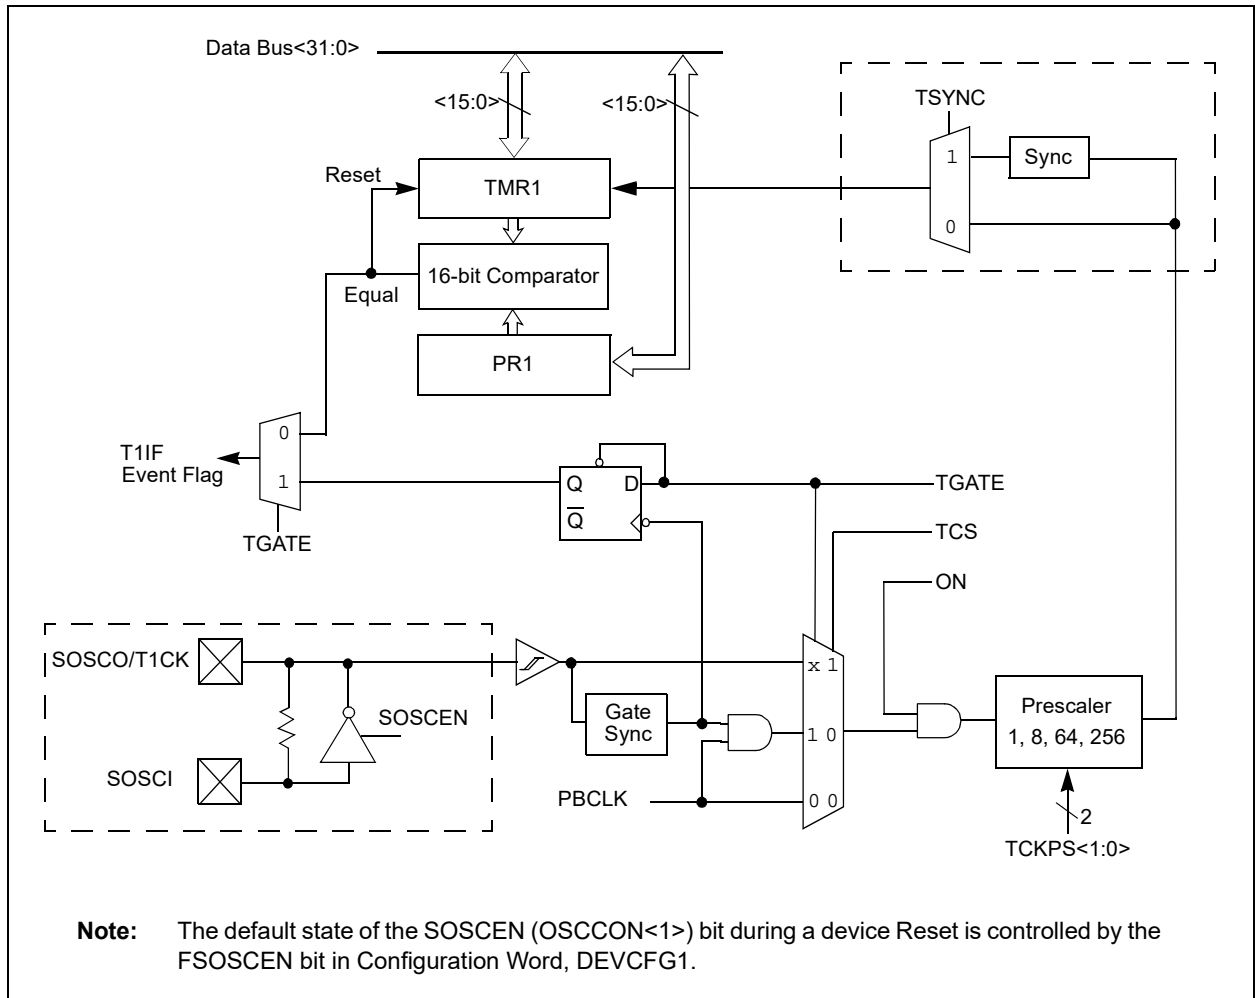 Data Bus<31:0>
<15:0>
<15:0>
TSYNC
1
Sync
Reset
TMR1
0
16-bit Comparator
Equal
PR1
0
T1IF
Event Flag
1
Q
D
TGATE
Q̅
TCS
TGATE
ON
SOSCO/T1CK
x 1
SOSCEN
Gate
Sync
Prescaler
1, 8, 64, 256
1 0
SOSCI
PBCLK
0 0
2
TCKPS<1:0>
Note: The default state of the SOSCEN (OSCCON<1>) bit during a device Reset is controlled by the
FSOSCEN bit in Configuration Word, DEVCFG1.